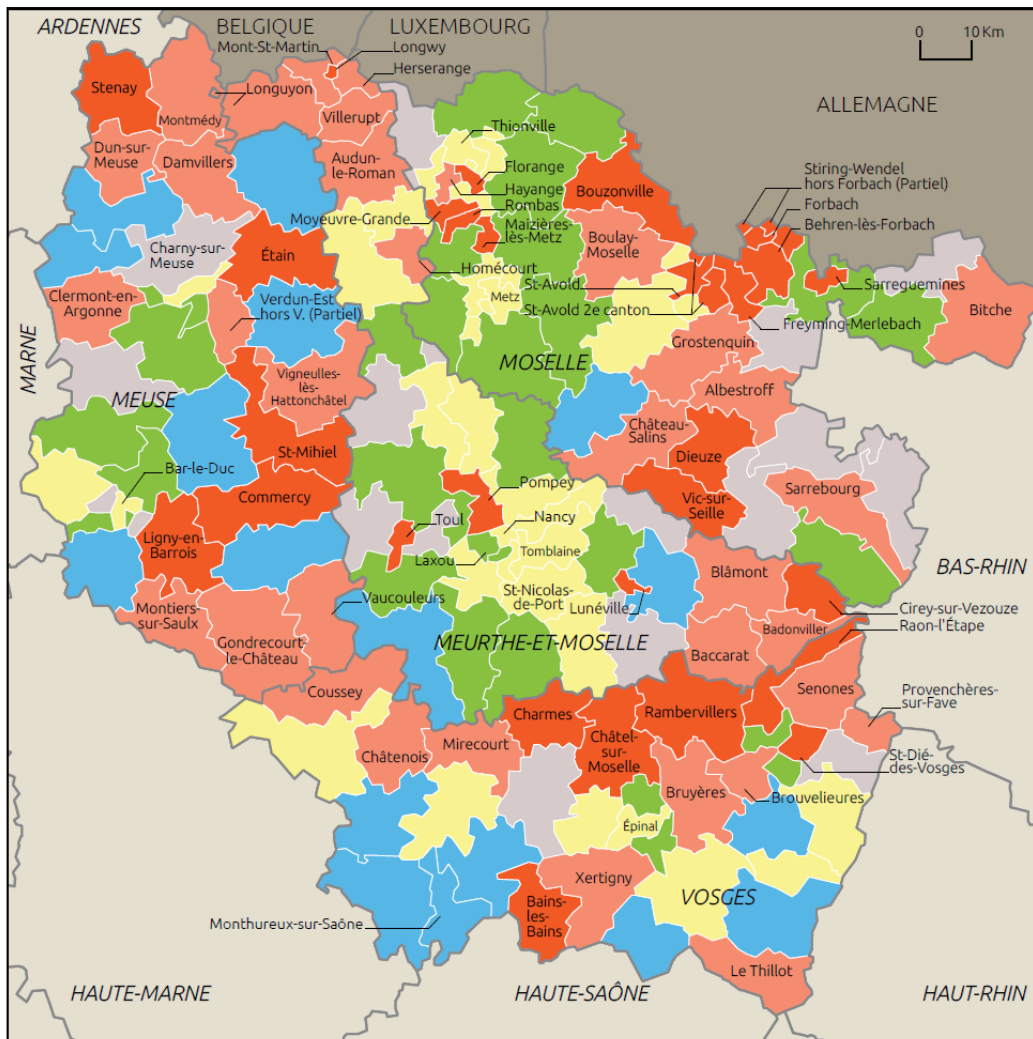 ARDENNES
BELGIQUE
LUXEMBOURG
Mont-St-Martin
Longwy
Herserange
0 10 Km
ALLEMAGNE
Stenay
Montmédy
Longuyon
Villerupt
Thionville
Dun-sur-
Meuse
Damvillers
Audun-
le-Roman
Florange
Hayange
Rombas
Moyeuvre-Grande
Maizières-
lès-Metz
Bouzonville
Stiring-Wendel
hors Forbach (Partiel)
Forbach
Behren-lès-Forbach
Charny-sur-
Meuse
Étain
Homécourt
Boulay-
Moselle
St-Avold
St-Avold 2e canton
Sarreguemines
Bitche
Clermont-en-
Argonne
Verdun-Est
hors V. (Partiel)
Metz
Freyming-Merlebach
Grostenquin
MARNE
MOSELLE
MEUSE
Vigneulles-
lès-
Hattonchâtel
Albestroff
St-Mihiel
Château-
Salins
Dieuze
Bar-le-Duc
Commercy
Pompey
Vic-sur-
Seille
Sarrebourg
Ligny-en-
Barrois
Toul
Nancy
Laxou
Tomblaine
Blâmont
BAS-RHIN
Montiers-
sur-Saulx
Vaucouleurs
St-Nicolas-
de-Port
Lunéville
Cirey-sur-Vezouze
Raon-l'Étape
Gondrecourt-
le-Château
MEURTHE-ET-MOSELLE
Badonviller
Baccarat
Coussey
Charmes
Rambervillers
Senones
Provenchères-
sur-Fave
Châtenois
Mirecourt
Châtel-
sur-
Moselle
St-Dié-
des-Vosges
Bruyères
Brouvelieures
Épinal
Xertigny
VOSGES
Bains-
les-
Bains
Monthureux-sur-Saône
Le Thillot
HAUTE-MARNE
HAUTE-SAÔNE
HAUT-RHIN